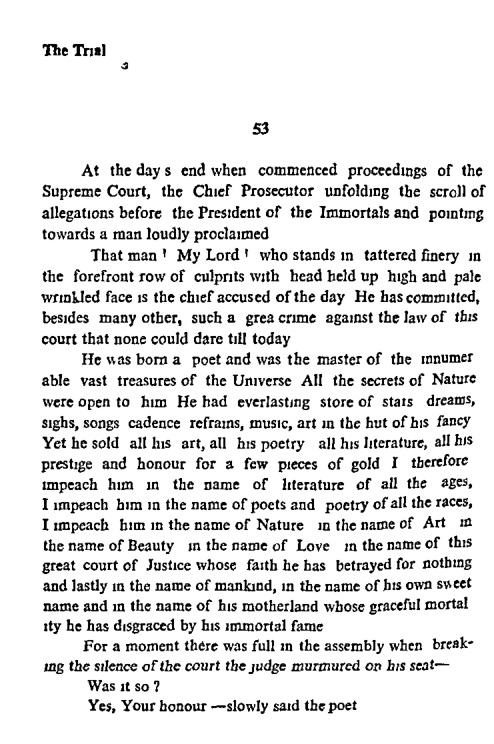 The Trial
53
At the day s end when commenced proceedings of the
Supreme Court, the Chief Prosecutor unfolding the scroll of
allegations before the President of the Immortals and pointing
towards a man loudly proclaimed
That man ! My Lord ! who stands in tattered finery in
the forefront row of culprits with head held up high and pale
wrinkled face is the chief accused of the day He has committed,
besides many other, such a grea crime against the law of this
court that none could dare till today
He was born a poet and was the master of the innumer
able vast treasures of the Universe All the secrets of Nature
were open to him He had everlasting store of stars dreams,
sighs, songs cadence refrains, music, art in the hut of his fancy
Yet he sold all his art, all his poetry all his literature, all his
prestige and honour for a few pieces of gold I therefore
impeach him in the name of literature of all the ages,
I impeach him in the name of poets and poetry of all the races,
I impeach him in the name of Nature in the name of Art in
the name of Beauty in the name of Love in the name of this
great court of Justice whose faith he has betrayed for nothing
and lastly in the name of mankind, in the name of his own sweet
name and in the name of his motherland whose graceful mortal
ity he has disgraced by his immortal fame
For a moment there was full in the assembly when break-
ing the silence of the court the judge murmured on his seat—
Was it so ?
Yes, Your honour —slowly said the poet